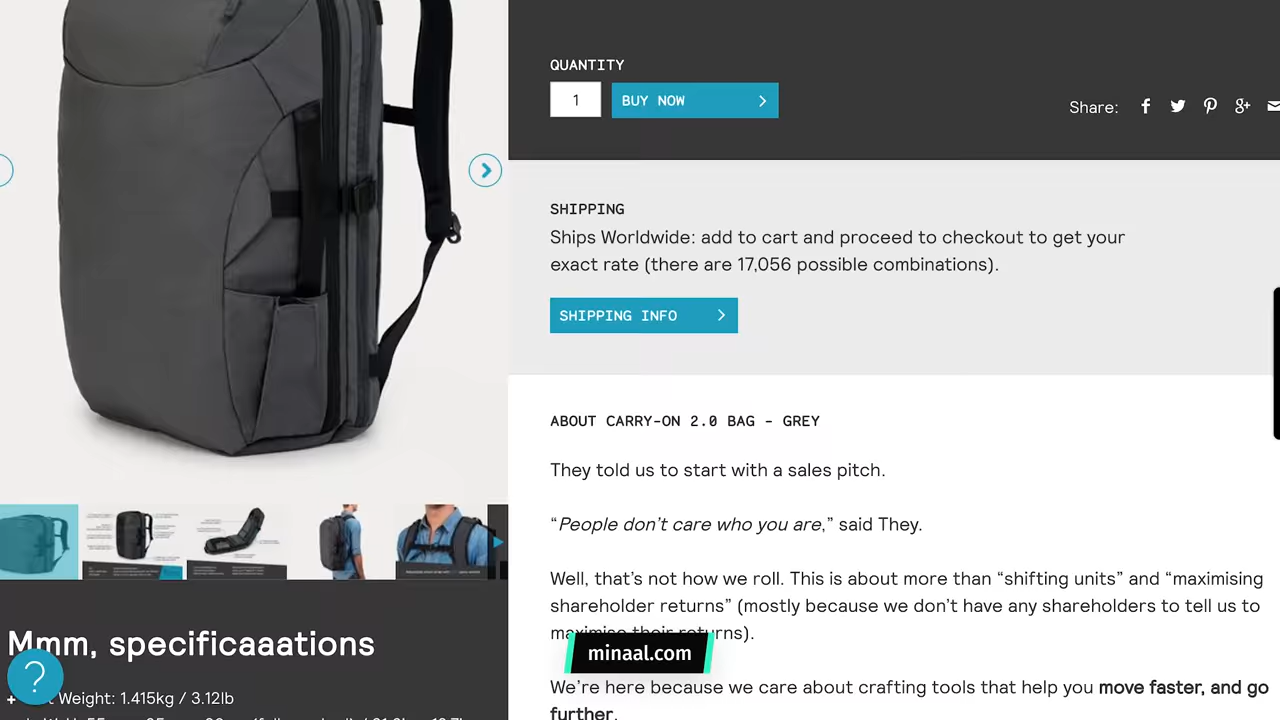 QUANTITY
1
BUY NOW
Share:
SHIPPING
Ships Worldwide: add to cart and proceed to checkout to get your
exact rate (there are 17,056 possible combinations).
SHIPPING INFO
ABOUT CARRY-ON 2.0 BAG - GREY
They told us to start with a sales pitch.
“People don’t care who you are,” said They.
Well, that’s not how we roll. This is about more than “shifting units” and “maximising
shareholder returns” (mostly because we don’t have any shareholders to tell us to
maximise their returns).
minaal.com
We’re here because we care about crafting tools that help you move faster, and go
further.
Mmm, specificaaations
?
Weight: 1.415kg / 3.12lb